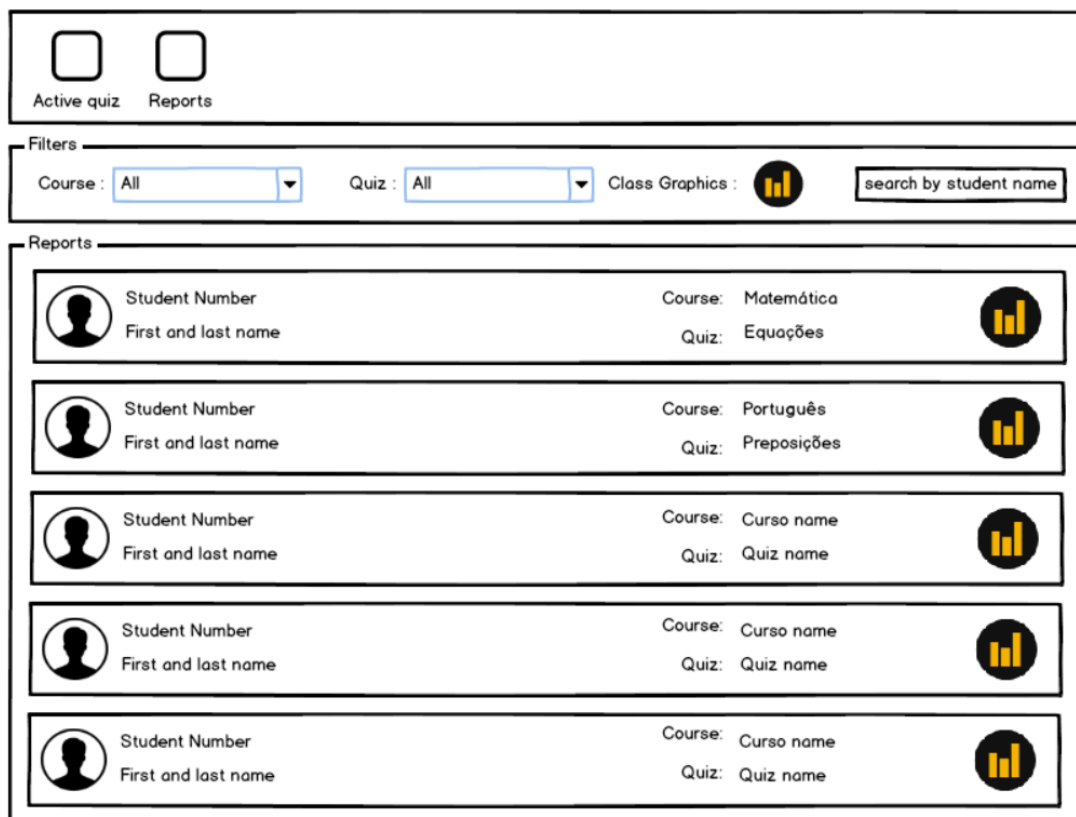 Active quiz Reports
Filters
Course : All Quiz : All Class Graphics : search by student name
Reports
Student Number Course: Matemática
First and last name Quiz: Equações
Student Number Course: Português
First and last name Quiz: Preposições
Student Number Course: Curso name
First and last name Quiz: Quiz name
Student Number Course: Curso name
First and last name Quiz: Quiz name
Student Number Course: Curso name
First and last name Quiz: Quiz name